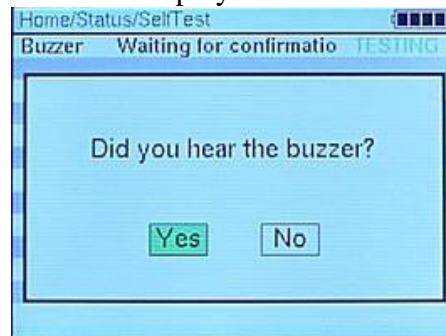 Home/Status/SelfTest
Buzzer Waiting for confirmatio TESTING
Did you hear the buzzer?
Yes No